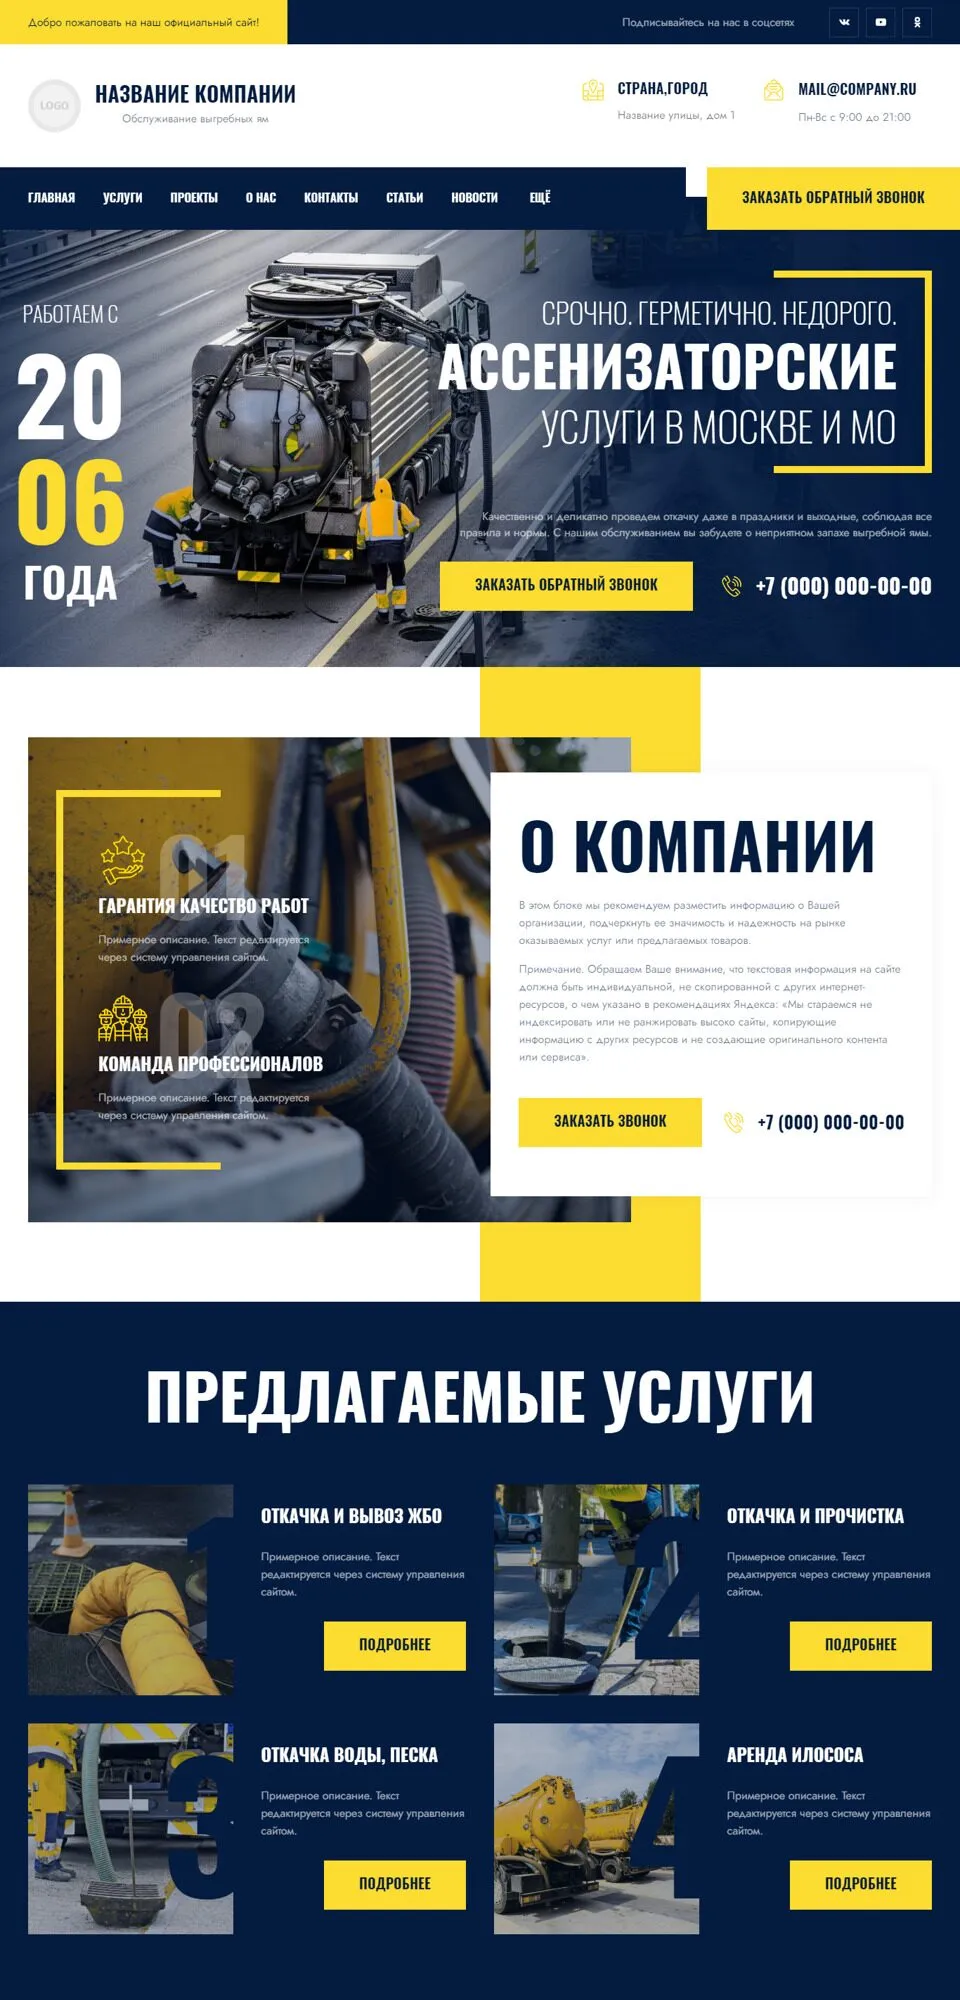 Добро пожаловать на наш официальный сайт!
Подписывайтесь на нас в соцсетях
LOGO
НАЗВАНИЕ КОМПАНИИ
Обслуживание выгребных ям
СТРАНА,ГОРОД
Название улицы, дом 1
MAIL@COMPANY.RU
Пн-Вс с 9:00 до 21:00
ГЛАВНАЯ УСЛУГИ ПРОЕКТЫ О НАС КОНТАКТЫ СТАТЬИ НОВОСТИ ЕЩЁ
ЗАКАЗАТЬ ОБРАТНЫЙ ЗВОНОК
РАБОТАЕМ С
20
06
ГОДА
СРОЧНО. ГЕРМЕТИЧНО. НЕДОРОГО.
АССЕНИЗАТОРСКИЕ
УСЛУГИ В МОСКВЕ И МО
Качественно и деликатно проведем откачку даже в праздники и выходные, соблюдая все
правила и нормы. С нашим обслуживанием вы забудете о неприятном запахе выгребной ямы.
ЗАКАЗАТЬ ОБРАТНЫЙ ЗВОНОК
+7 (000) 000-00-00
01
ГАРАНТИЯ КАЧЕСТВО РАБОТ
Примерное описание. Текст редактируется
через систему управления сайтом.
02
КОМАНДА ПРОФЕССИОНАЛОВ
Примерное описание. Текст редактируется
через систему управления сайтом.
О КОМПАНИИ
В этом блоке мы рекомендуем разместить информацию о Вашей
организации, подчеркнуть ее значимость и надежность на рынке
оказываемых услуг или предлагаемых товаров.
Примечание. Обращаем Ваше внимание, что текстовая информация на сайте
должна быть индивидуальной, не скопированной с других интернет-
ресурсов, о чем указано в рекомендациях Яндекса: «Мы стараемся не
индексировать или не ранжировать высоко сайты, копирующие
информацию с других ресурсов и не создающие оригинального контента
или сервиса».
ЗАКАЗАТЬ ЗВОНОК
+7 (000) 000-00-00
ПРЕДЛАГАЕМЫЕ УСЛУГИ
1
ОТКАЧКА И ВЫВОЗ ЖБО
Примерное описание. Текст
редактируется через систему управления
сайтом.
ПОДРОБНЕЕ
2
ОТКАЧКА И ПРОЧИСТКА
Примерное описание. Текст
редактируется через систему управления
сайтом.
ПОДРОБНЕЕ
3
ОТКАЧКА ВОДЫ, ПЕСКА
Примерное описание. Текст
редактируется через систему управления
сайтом.
ПОДРОБНЕЕ
4
АРЕНДА ИЛОСОСА
Примерное описание. Текст
редактируется через систему управления
сайтом.
ПОДРОБНЕЕ